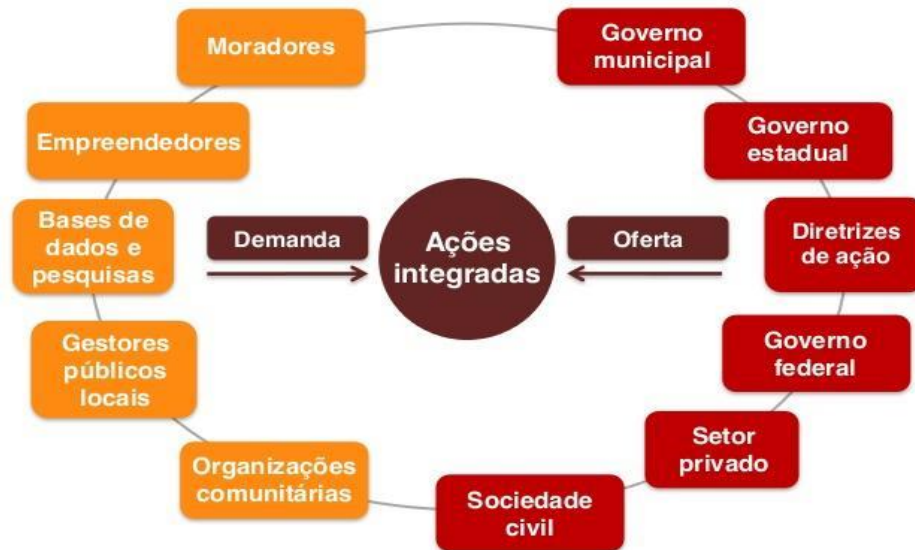 Moradores
Governo
municipal
Empreendedores
Governo
estadual
Bases de
dados e
pesquisas
Demanda
Ações
integradas
Oferta
Diretrizes
de ação
Gestores
públicos
locais
Governo
federal
Organizações
comunitárias
Setor
privado
Sociedade
civil